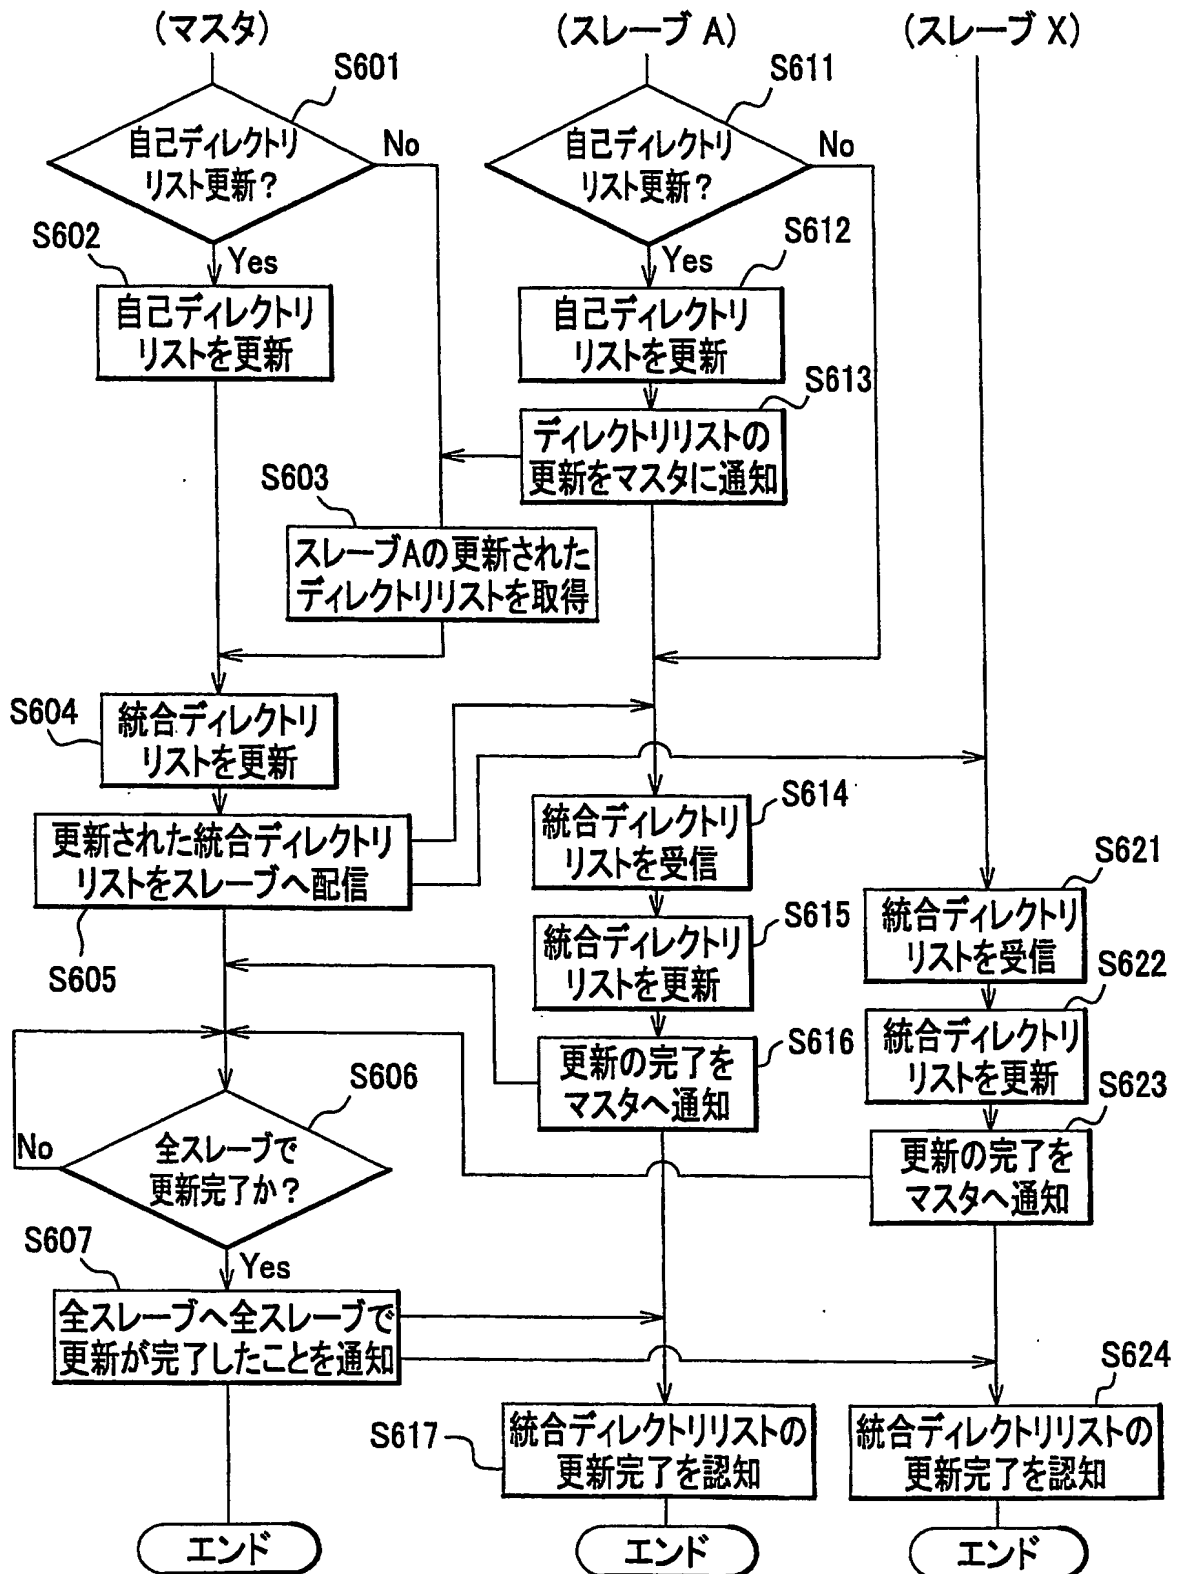 (マスタ)
(スレーブ A)
(スレーブ X)
S601
自己ディレクトリ
リスト更新?
No
Yes
S602
自己ディレクトリ
リストを更新
S611
自己ディレクトリ
リスト更新?
No
Yes
S612
自己ディレクトリ
リストを更新
S613
ディレクトリリストの
更新をマスタに通知
S603
スレーブAの更新された
ディレクトリリストを取得
S604
統合ディレクトリ
リストを更新
更新された統合ディレクトリ
リストをスレーブへ配信
S605
S614
統合ディレクトリ
リストを受信
S615
統合ディレクトリ
リストを更新
S616
更新の完了を
マスタへ通知
S621
統合ディレクトリ
リストを受信
S622
統合ディレクトリ
リストを更新
S623
更新の完了を
マスタへ通知
S606
全スレーブで
更新完了か?
No
Yes
S607
全スレーブへ全スレーブで
更新が完了したことを通知
S617
統合ディレクトリリストの
更新完了を認知
S624
統合ディレクトリリストの
更新完了を認知
エンド
エンド
エンド